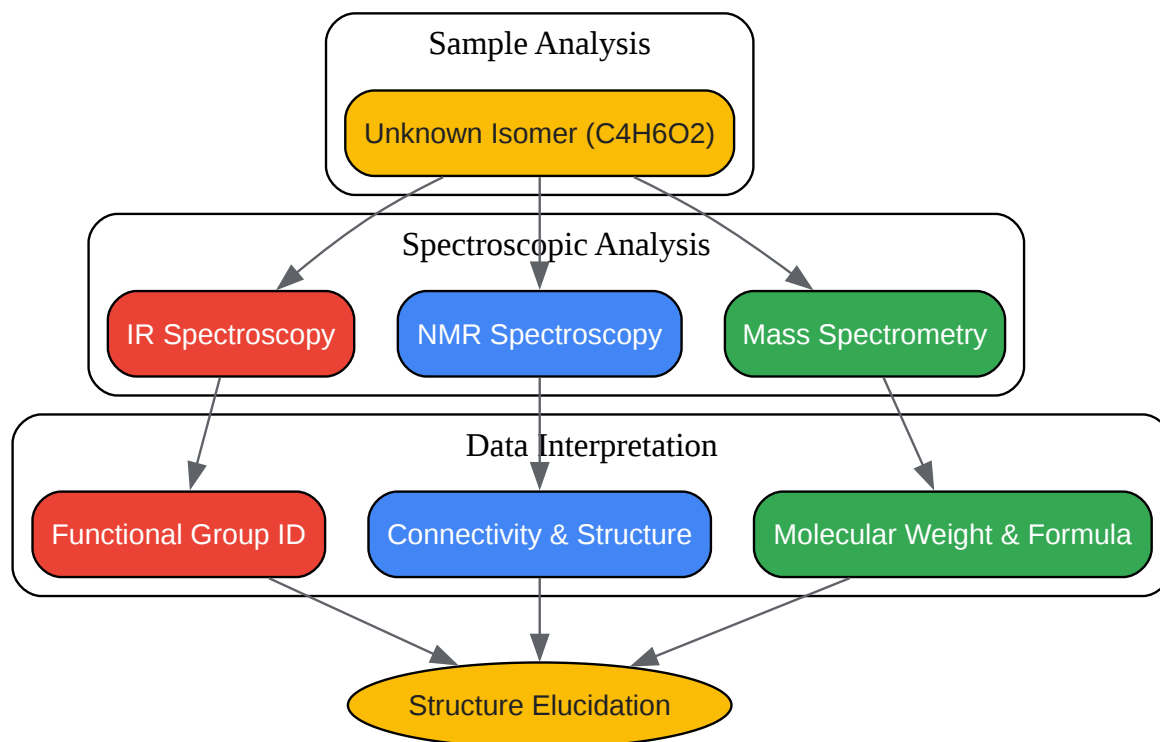 Sample Analysis
Unknown Isomer (C4H6O2)
Spectroscopic Analysis
IR Spectroscopy
NMR Spectroscopy
Mass Spectrometry
Data Interpretation
Functional Group ID
Connectivity & Structure
Molecular Weight & Formula
Structure Elucidation